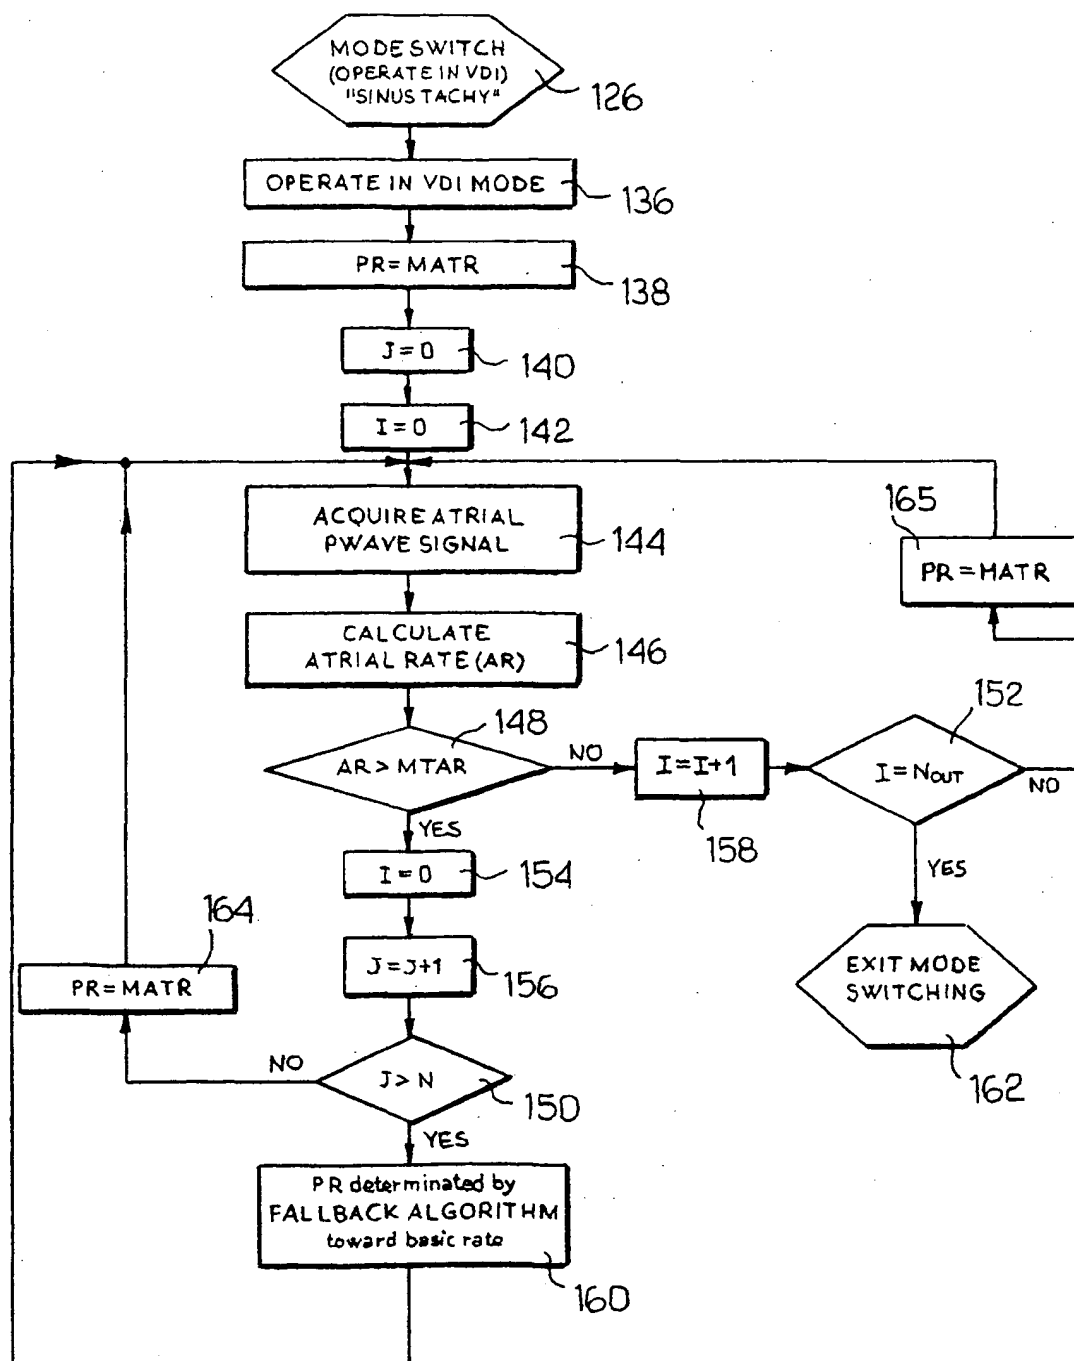 MODE SWITCH
(OPERATE IN VDI)
"SINUS TACHY"
126
OPERATE IN VDI MODE
136
PR=MATR
138
J=0
140
I=0
142
ACQUIRE ATRIAL
PWAVE SIGNAL
144
165
PR=MATR
CALCULATE
ATRIAL RATE (AR)
146
148
AR>MTAR
NO
I=I+1
158
152
I=NOUT
NO
YES
YES
I=0
154
J=J+1
156
164
PR=MATR
EXIT MODE
SWITCHING
162
NO
J>N
150
YES
PR determinated by
FALLBACK ALGORITHM
toward basic rate
160